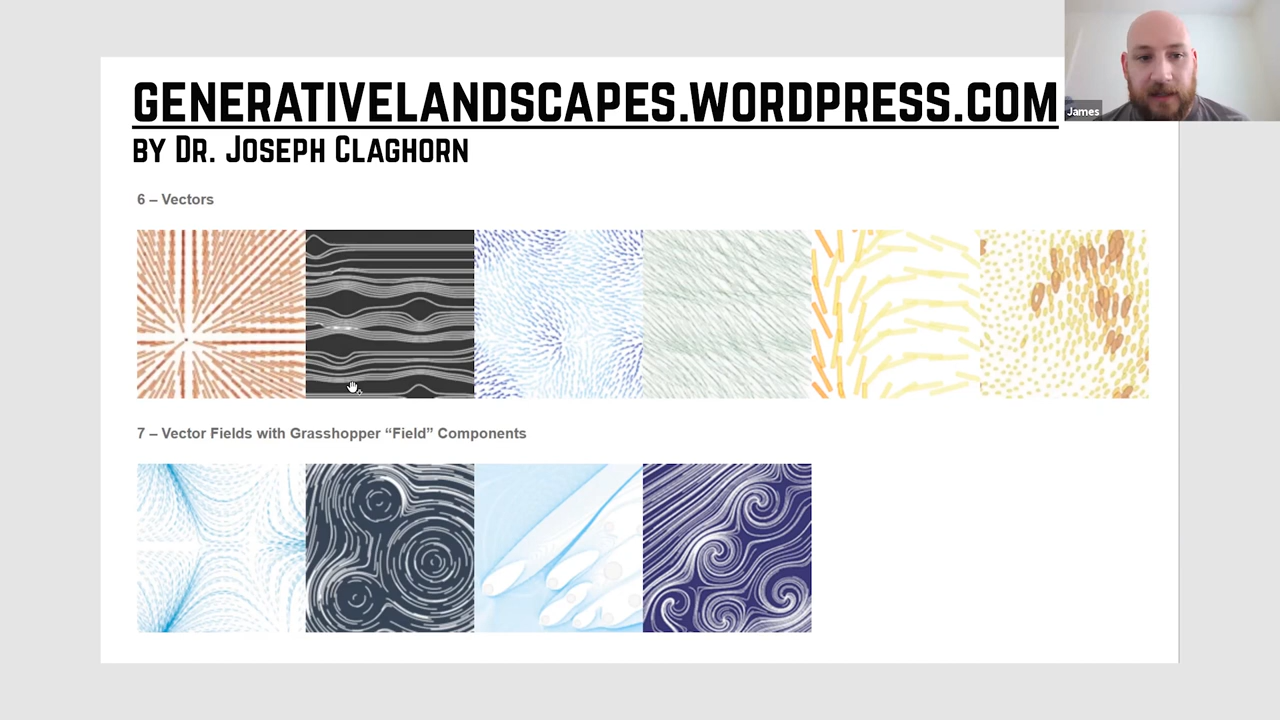 GENERATIVELANDSCAPES.WORDPRESS.COM
BY DR. JOSEPH CLAGHORN
James
6 – Vectors
7 – Vector Fields with Grasshopper “Field” Components